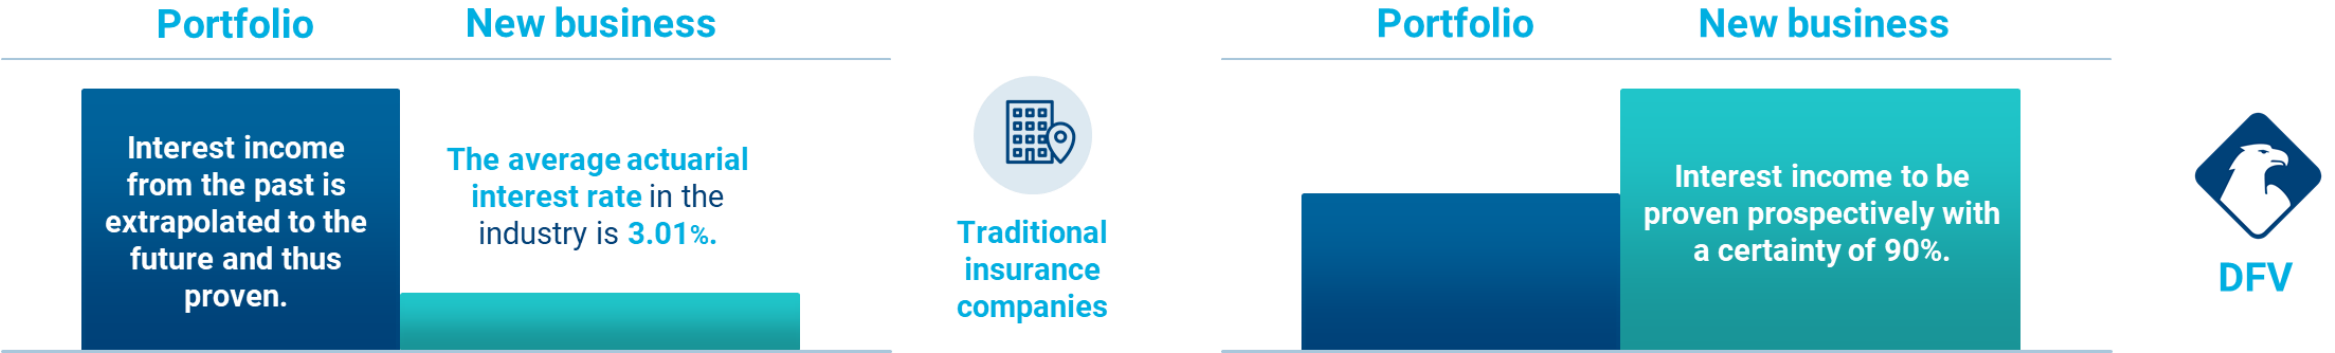 Portfolio
New business
Interest income
from the past is
extrapolated to the
future and thus
proven.
The average actuarial
interest rate in the
industry is 3.01%.
Traditional
insurance
companies
Portfolio
New business
Interest income to be
proven prospectively with
a certainty of 90%.
DFV